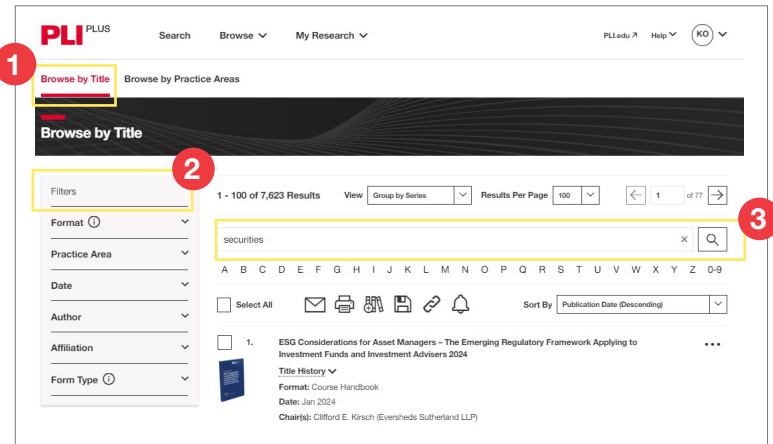 PLI PLUS Search Browse My Research PLI.edu Help KO
1
Browse by Title Browse by Practice Areas
Browse by Title
2
Filters
1 - 100 of 7,623 Results View Group by Series Results Per Page 100 1 of 77
3
Format
securities
Practice Area
A B C D E F G H I J K L M N O P Q R S T U V W X Y Z 0-9
Date
Select All Sort By Publication Date (Descending)
Author
Affiliation
1. ESG Considerations for Asset Managers – The Emerging Regulatory Framework Applying to
Investment Funds and Investment Advisers 2024
Title History
Form Type
Format: Course Handbook
Date: Jan 2024
Chair(s): Clifford E. Kirsch (Eversheds Sutherland LLP)